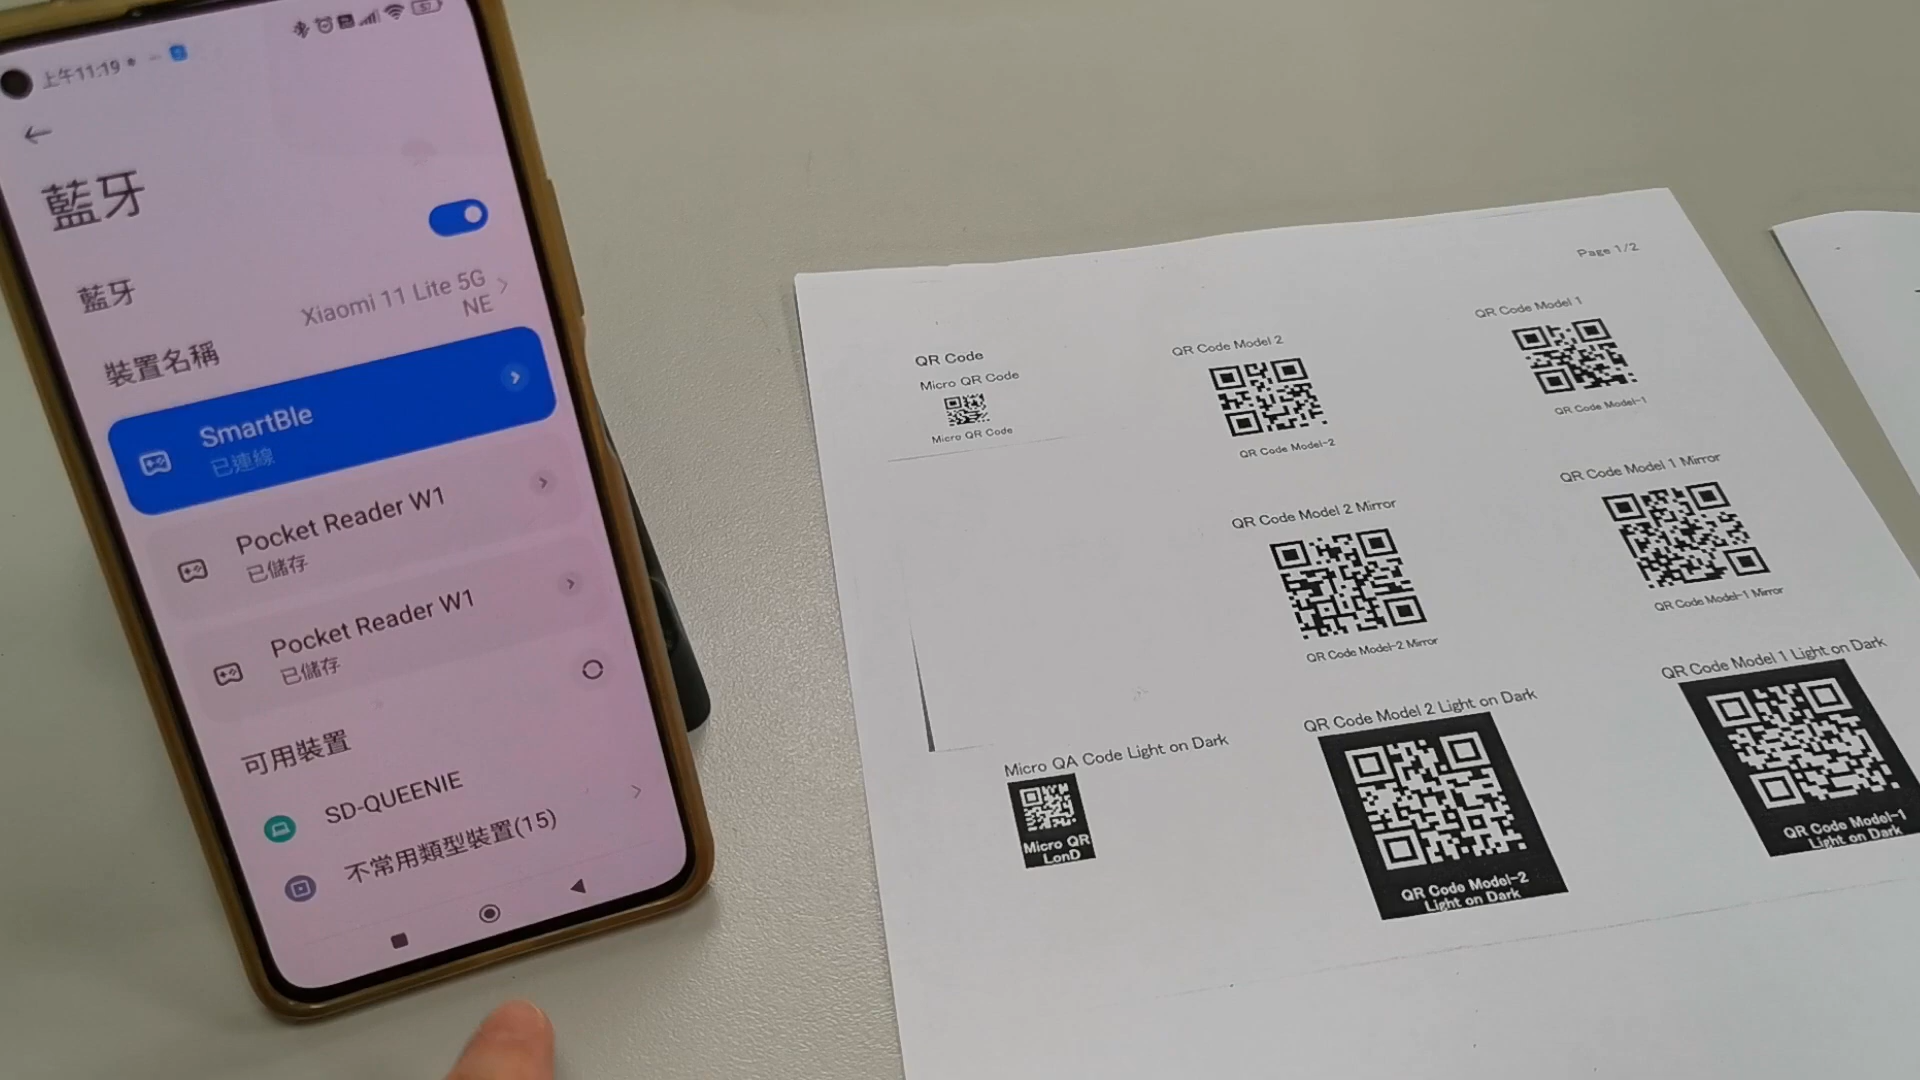 上午11:19
藍牙
藍牙
Xiaomi 11 Lite 5G
NE
裝置名稱
SmartBle
已連線
Pocket Reader W1
已儲存
Pocket Reader W1
已儲存
可用裝置
SD-QUEENIE
不常用類型裝置(15)
Page 1/2
QR Code
Micro QR Code
Micro QR Code
QR Code Model 2
QR Code Model-2
QR Code Model 1
QR Code Model-1
QR Code Model 2 Mirror
QR Code Model-2 Mirror
QR Code Model 1 Mirror
QR Code Model-1 Mirror
Micro QA Code Light on Dark
Micro QR
LonD
QR Code Model 2 Light on Dark
QR Code Model-2
Light on Dark
QR Code Model 1 Light on Dark
QR Code Model-1
Light on Dark